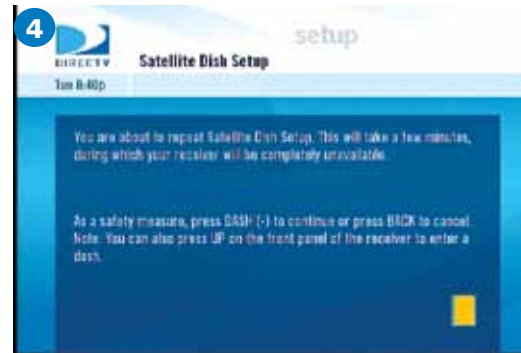 4
setup
DIRECTV
Satellite Dish Setup
Tue 8:40p
You are about to repeat Satellite Dish Setup. This will take a few minutes,
during which your receiver will be completely unavailable.
As a safety measure, press DASH (-) to continue or press BACK to cancel.
Note: You can also press UP on the front panel of the receiver to enter a
dash.